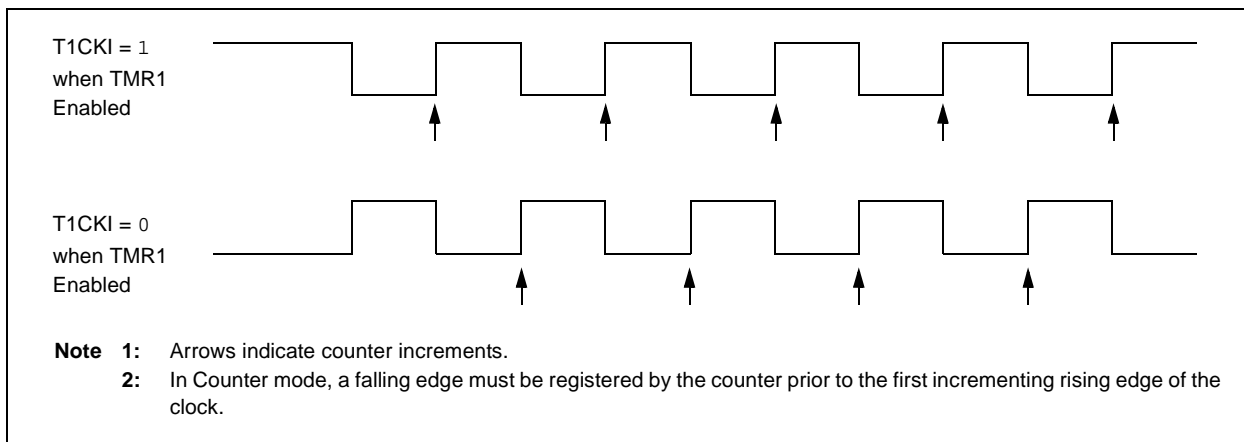 T1CKI = 1
when TMR1
Enabled
T1CKI = 0
when TMR1
Enabled
Note 1: Arrows indicate counter increments.
2: In Counter mode, a falling edge must be registered by the counter prior to the first incrementing rising edge of the
clock.